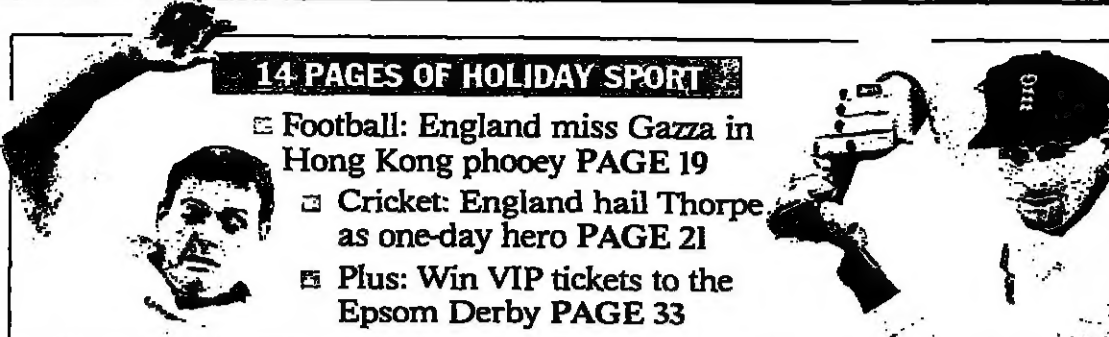 14 PAGES OF HOLIDAY SPORT
Football: England miss Gazza in
Hong Kong phooey PAGE 19
Cricket: England hail Thorpe
as one-day hero PAGE 21
Plus: Win VIP tickets to the
Epsom Derby PAGE 33